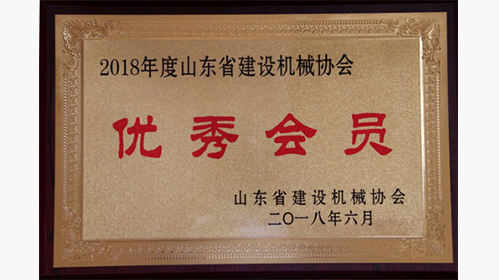 2018年度山东省建设机械协会
优秀会员
山东省建设机械协会
二〇一八年六月